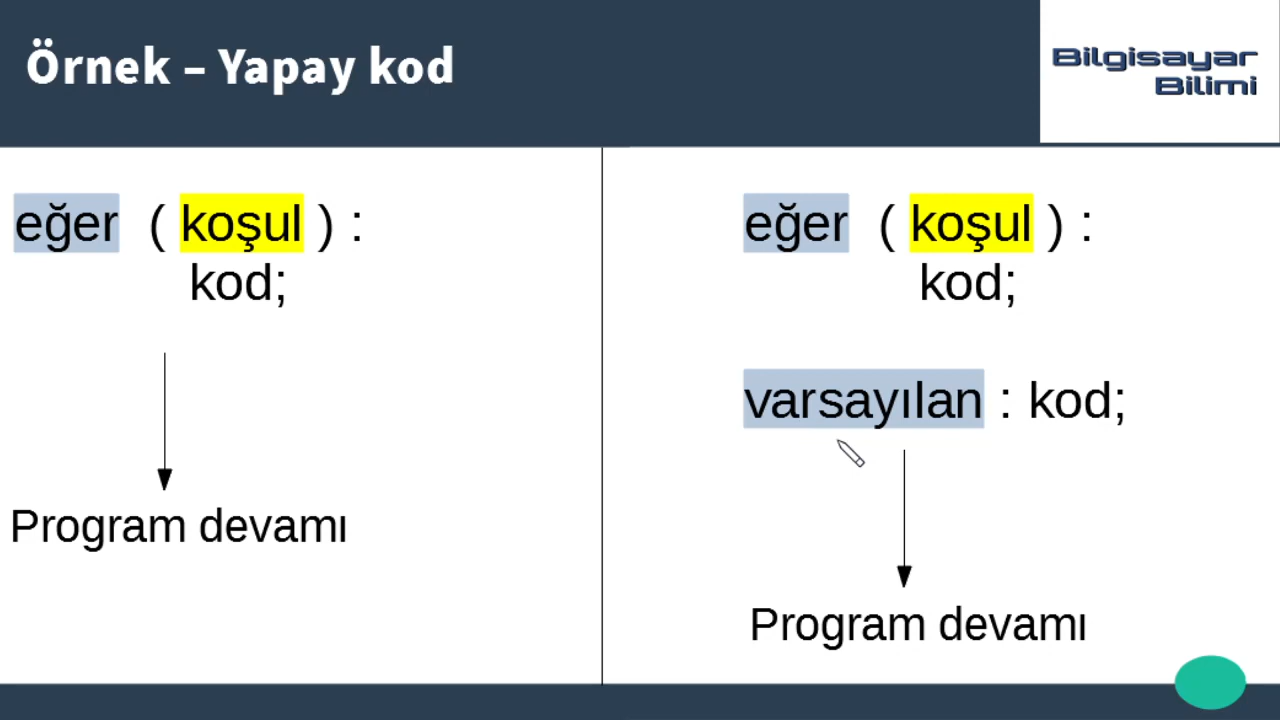 Örnek – Yapay kod
Bilgisayar
Bilimi
eğer ( koşul ) :
kod;
Program devamı
eğer ( koşul ) :
kod;
varsayılan : kod;
Program devamı